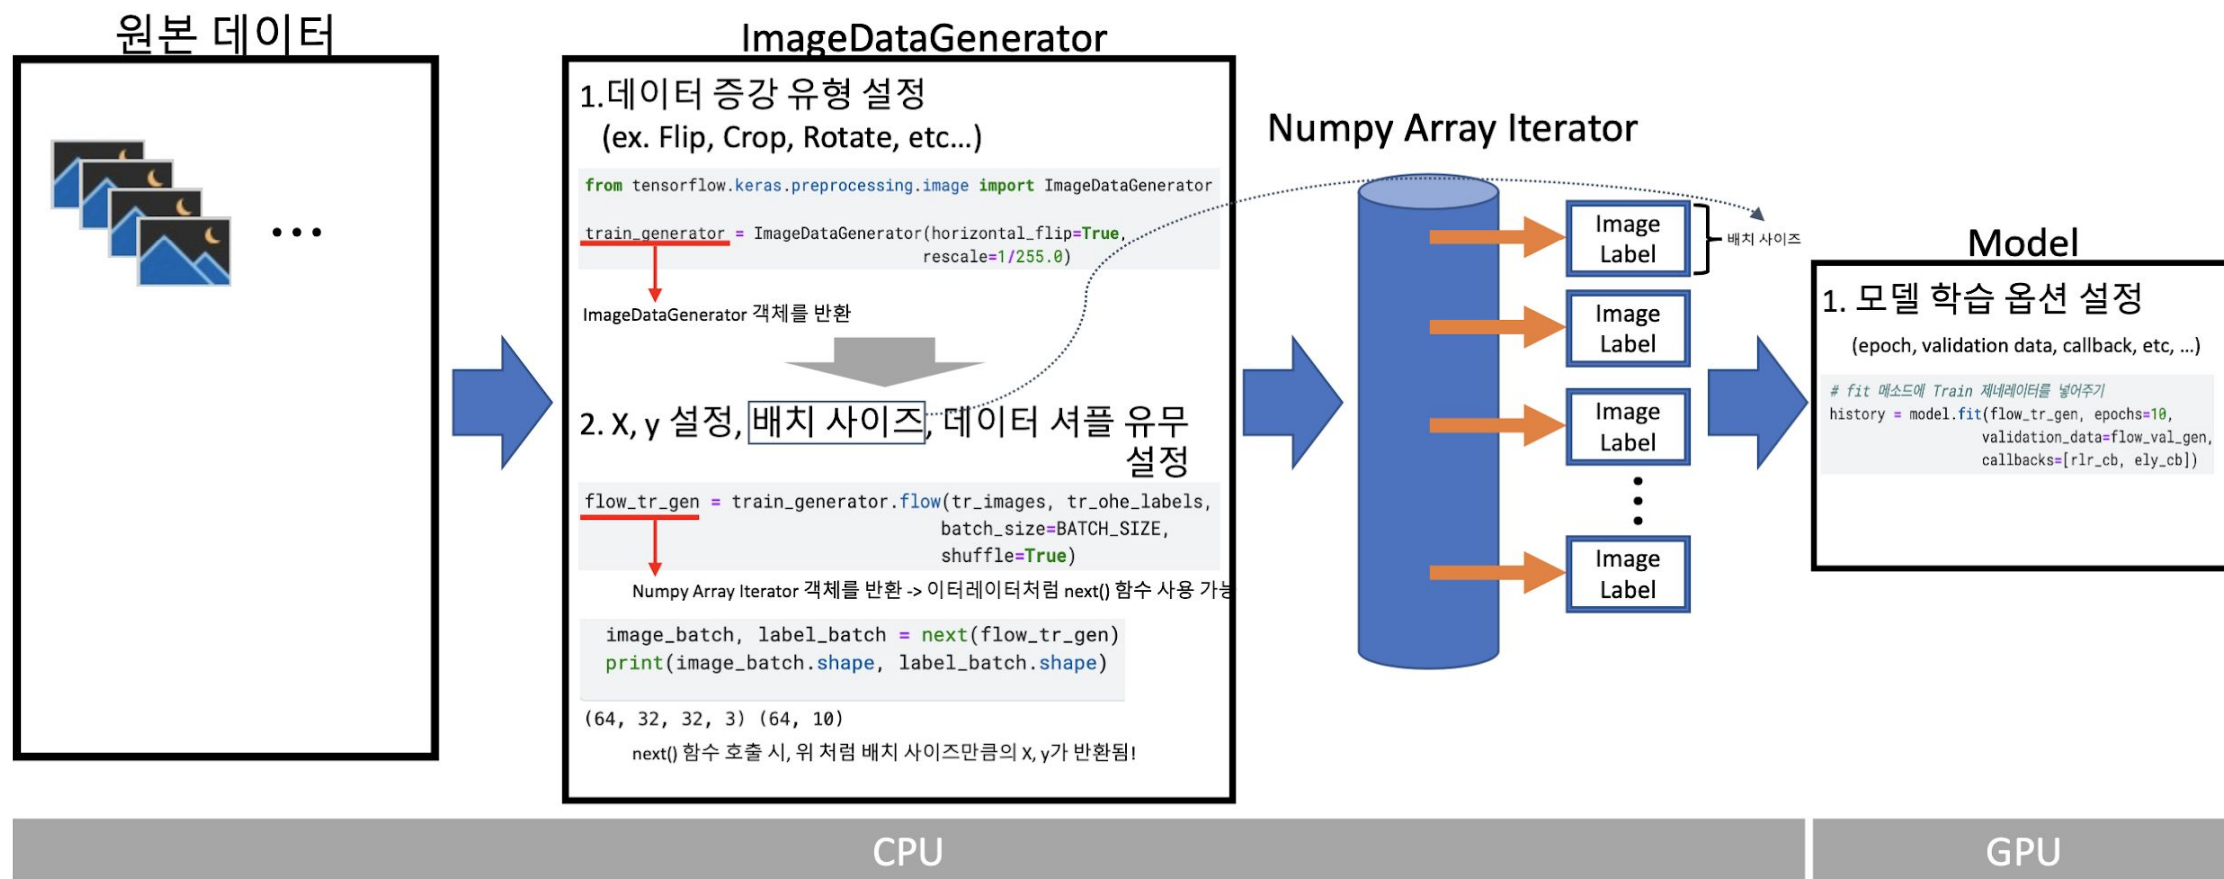 원본 데이터
ImageDataGenerator
1.데이터 증강 유형 설정
(ex. Flip, Crop, Rotate, etc...)
from tensorflow.keras.preprocessing.image import ImageDataGenerator
train_generator = ImageDataGenerator(horizontal_flip=True,
rescale=1/255.0)
ImageDataGenerator 객체를 반환
2. X, y 설정, 배치 사이즈, 데이터 셔플 유무
설정
flow_tr_gen = train_generator.flow(tr_images, tr_ohe_labels,
batch_size=BATCH_SIZE,
shuffle=True)
Numpy Array Iterator 객체를 반환 -> 이터레이터처럼 next() 함수 사용 가능
image_batch, label_batch = next(flow_tr_gen)
print(image_batch.shape, label_batch.shape)
(64, 32, 32, 3) (64, 10)
next() 함수 호출 시, 위 처럼 배치 사이즈만큼의 X, y가 반환됨!
Numpy Array Iterator
Image
Label
배치 사이즈
Image
Label
Image
Label
Image
Label
Model
1. 모델 학습 옵션 설정
(epoch, validation data, callback, etc, ...)
# fit 메소드에 Train 제네레이터를 넣어주기
history = model.fit(flow_tr_gen, epochs=10,
validation_data=flow_val_gen,
callbacks=[rlr_cb, ely_cb])
CPU
GPU